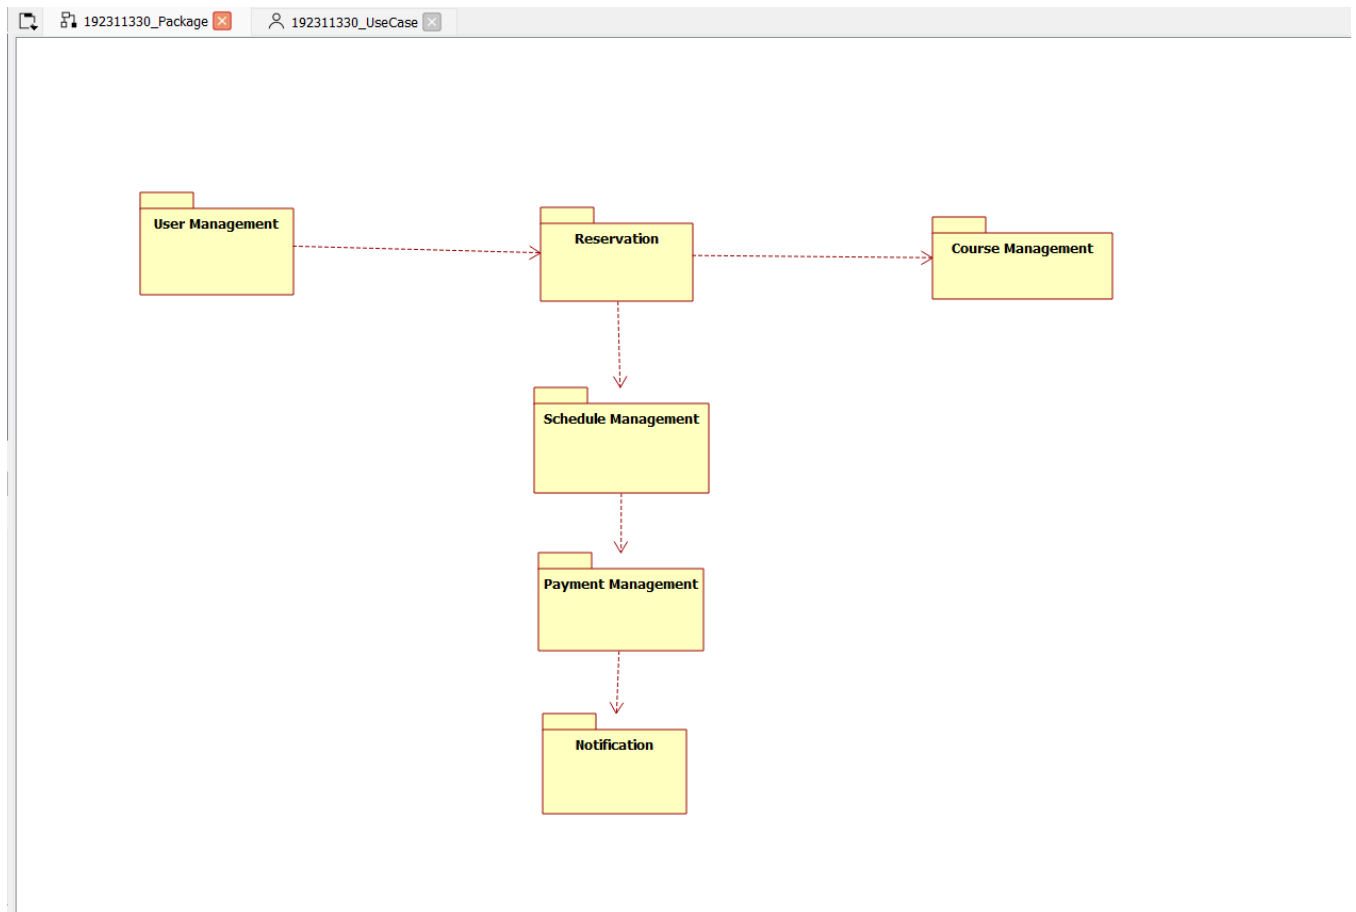 192311330_Package
192311330_UseCase
User Management
Reservation
Course Management
Schedule Management
Payment Management
Notification